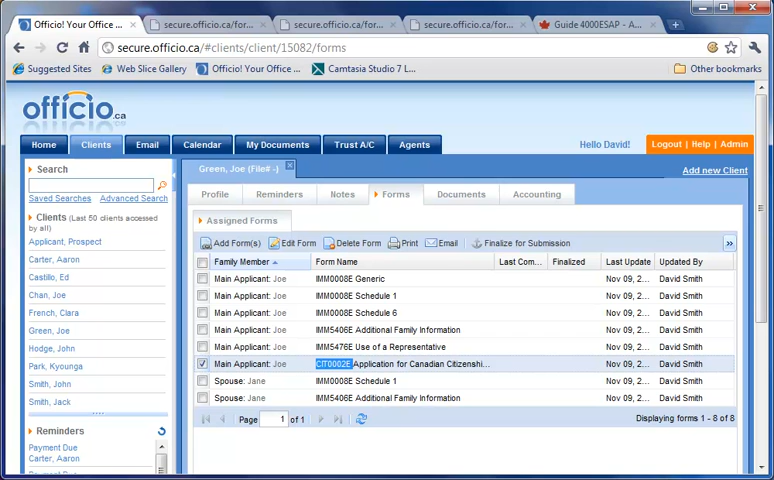 Officio! Your Office ...
secure.officio.ca/for...
secure.officio.ca/for...
secure.officio.ca/for...
Guide 4000ESAP - A...
secure.officio.ca/#clients/client/15082/forms
Suggested Sites
Web Slice Gallery
Officio! Your Office ...
Camtasia Studio 7 L...
Other bookmarks
officio.ca
Home
Clients
Email
Calendar
My Documents
Trust A/C
Agents
Hello David!
Logout | Help | Admin
Search
Saved Searches
Advanced Search
Clients (Last 50 clients accessed
by all)
Applicant, Prospect
Carter, Aaron
Castillo, Ed
Chan, Joe
French, Clara
Green, Joe
Hodge, John
Park, Kyounga
Smith, John
Smith, Jack
Reminders
Payment Due
Carter, Aaron
Green, Joe (File# -)
Add new Client
Profile
Reminders
Notes
Forms
Documents
Accounting
Assigned Forms
Add Form(s)
Edit Form
Delete Form
Print
Email
Finalize for Submission
»
Family Member
Form Name
Last Com...
Finalized
Last Update
Updated By
Main Applicant: Joe IMM0008E Generic Nov 09, 2... David Smith
Main Applicant: Joe IMM0008E Schedule 1 Nov 09, 2... David Smith
Main Applicant: Joe IMM0008E Schedule 6 Nov 09, 2... David Smith
Main Applicant: Joe IMM5406E Additional Family Information Nov 09, 2... David Smith
Main Applicant: Joe IMM5476E Use of a Representative Nov 09, 2... David Smith
Main Applicant: Joe CIT0002E Application for Canadian Citizenshi... Nov 09, 2... David Smith
Spouse: Jane IMM0008E Schedule 1 Nov 09, 2... David Smith
Spouse: Jane IMM5406E Additional Family Information Nov 09, 2... David Smith
Page 1 of 1
Displaying forms 1 - 8 of 8